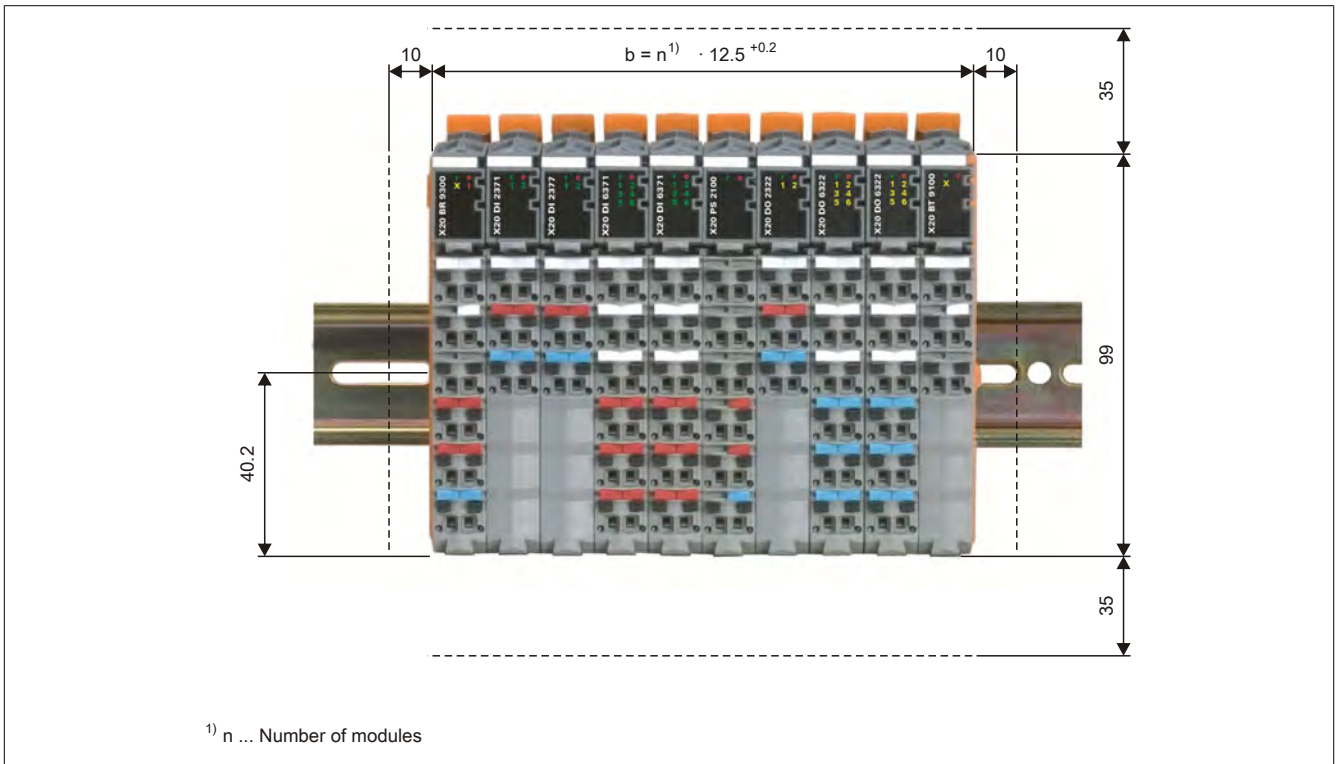 10
b = n¹⁾ · 12.5 ⁺⁰·²
10
35
X20 BR 9300
X20 DI 2371
X20 DI 2377
X20 DI 6371
X20 DI 6371
X20 PS 2100
X20 DO 2322
X20 DO 6322
X20 DO 6322
X20 BT 9100
99
40.2
35
¹⁾ n ... Number of modules